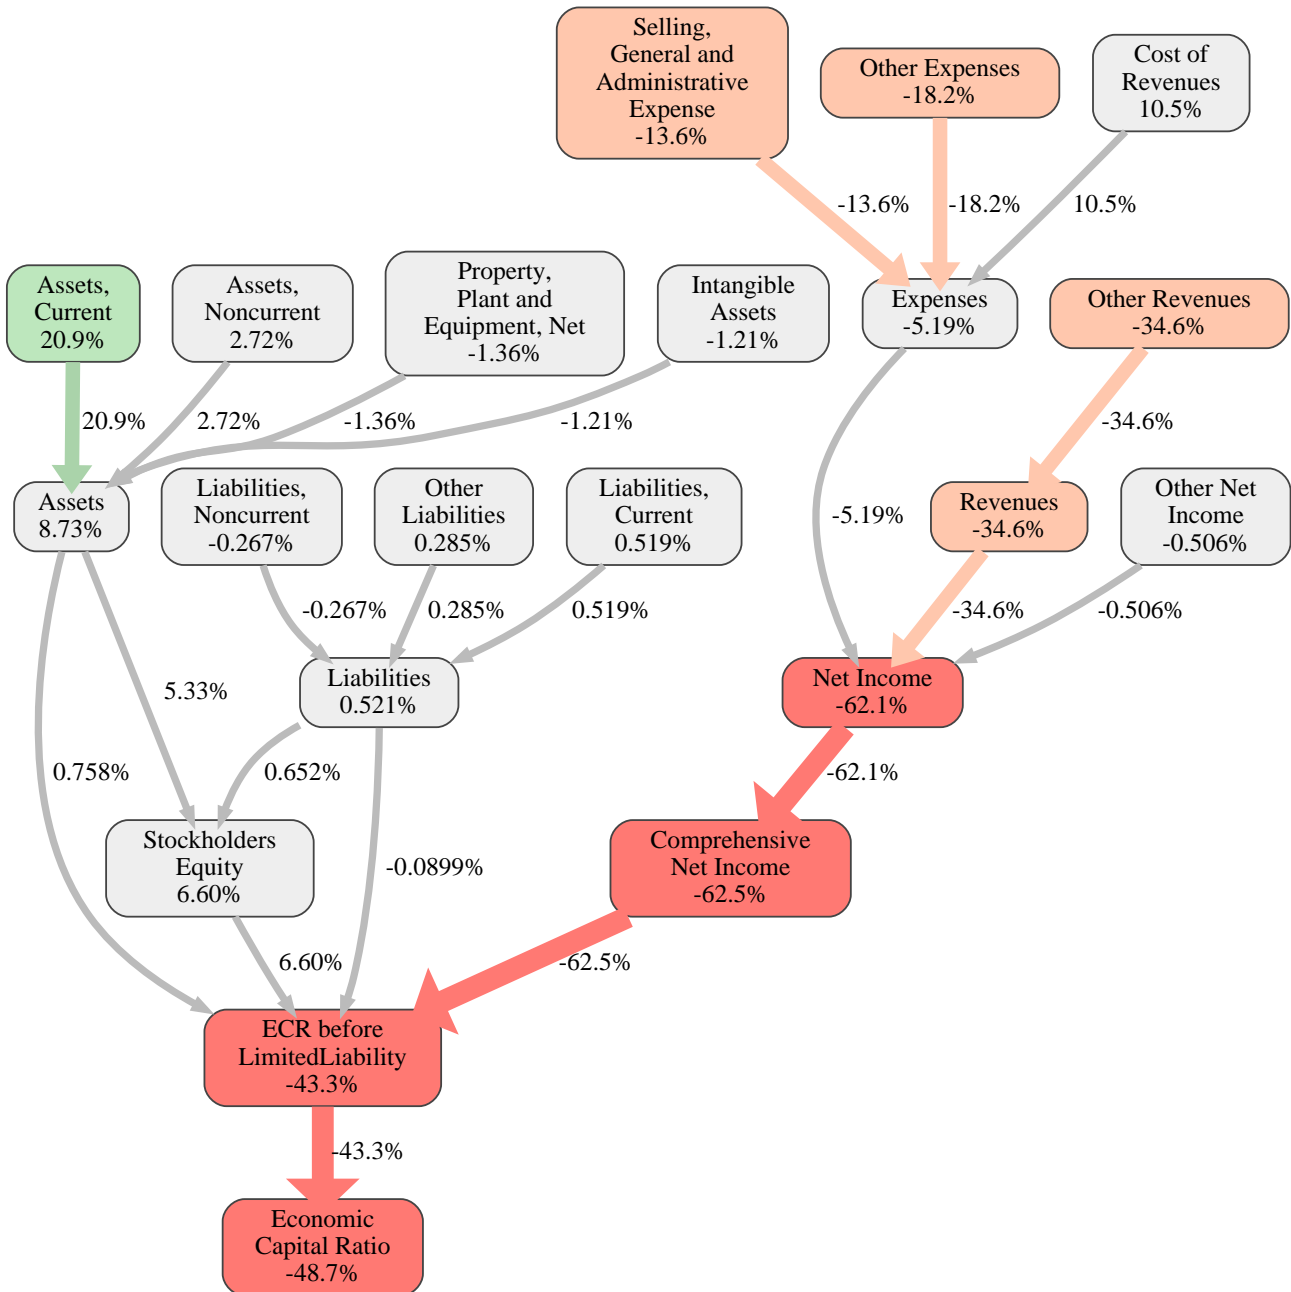 Selling,
General and
Administrative
Expense
-13.6%
Other Expenses
-18.2%
Cost of
Revenues
10.5%
-13.6%
-18.2%
10.5%
Assets,
Current
20.9%
Assets,
Noncurrent
2.72%
Property,
Plant and
Equipment, Net
-1.36%
Intangible
Assets
-1.21%
Expenses
-5.19%
Other Revenues
-34.6%
20.9%
2.72%
-1.36%
-1.21%
-34.6%
Assets
8.73%
Liabilities,
Noncurrent
-0.267%
Other
Liabilities
0.285%
Liabilities,
Current
0.519%
-5.19%
Revenues
-34.6%
Other Net
Income
-0.506%
-0.267%
0.285%
0.519%
-34.6%
-0.506%
5.33%
Liabilities
0.521%
Net Income
-62.1%
0.758%
0.652%
-62.1%
Stockholders
Equity
6.60%
-0.0899%
Comprehensive
Net Income
-62.5%
6.60%
-62.5%
ECR before
LimitedLiability
-43.3%
-43.3%
Economic
Capital Ratio
-48.7%